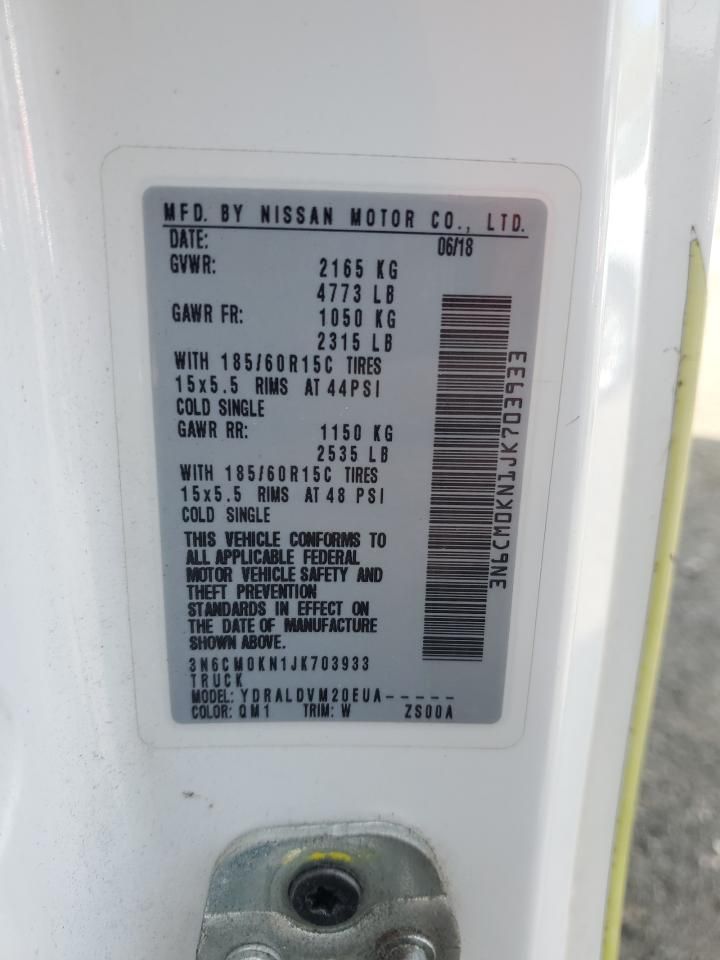 MFD. BY NISSAN MOTOR CO., LTD.
DATE: 06/18
GVWR: 2165 KG
4773 LB
GAWR FR: 1050 KG
2315 LB
WITH 185/60R15C TIRES
15x5.5 RIMS AT 44PSI
COLD SINGLE
GAWR RR: 1150 KG
2535 LB
WITH 185/60R15C TIRES
15x5.5 RIMS AT 48 PSI
COLD SINGLE
THIS VEHICLE CONFORMS TO
ALL APPLICABLE FEDERAL
MOTOR VEHICLE SAFETY AND
THEFT PREVENTION
STANDARDS IN EFFECT ON
THE DATE OF MANUFACTURE
SHOWN ABOVE.
3N6CM0KN1JK703933
TRUCK
MODEL: YDRALDVM20EUA-----
COLOR: QM1 TRIM: W ZS00A
3N6CM0KN1JK703933